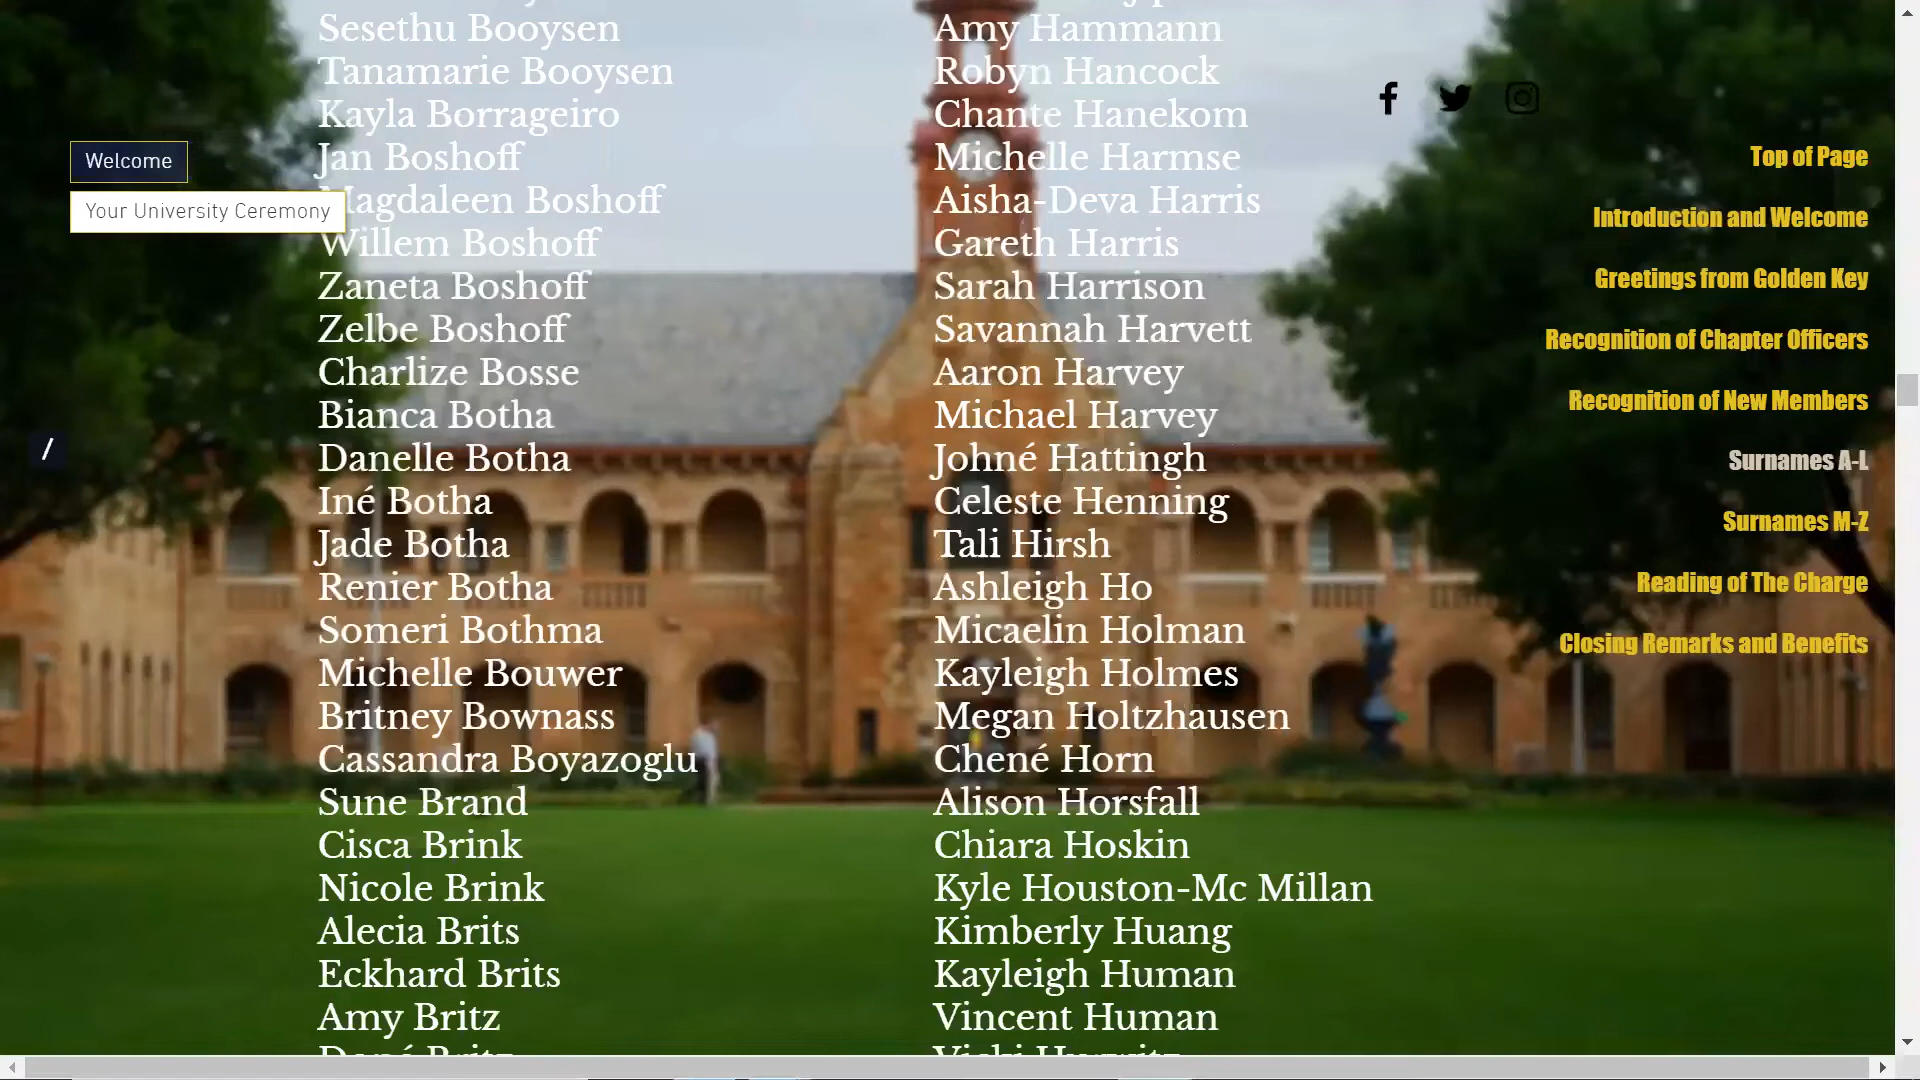 Sesethu Booysen
Tanamarie Booysen
Kayla Borrageiro
Jan Boshoff
Magdaleen Boshoff
Willem Boshoff
Zaneta Boshoff
Zelbe Boshoff
Charlize Bosse
Bianca Botha
Danelle Botha
Iné Botha
Jade Botha
Renier Botha
Someri Bothma
Michelle Bouwer
Britney Bownass
Cassandra Boyazoglu
Sune Brand
Cisca Brink
Nicole Brink
Alecia Brits
Eckhard Brits
Amy Britz
Amy Hammann
Robyn Hancock
Chante Hanekom
Michelle Harmse
Aisha-Deva Harris
Gareth Harris
Sarah Harrison
Savannah Harvett
Aaron Harvey
Michael Harvey
Johné Hattingh
Celeste Henning
Tali Hirsh
Ashleigh Ho
Micaelin Holman
Kayleigh Holmes
Megan Holtzhausen
Chené Horn
Alison Horsfall
Chiara Hoskin
Kyle Houston-Mc Millan
Kimberly Huang
Kayleigh Human
Vincent Human
Welcome
Your University Ceremony
/
Top of Page
Introduction and Welcome
Greetings from Golden Key
Recognition of Chapter Officers
Recognition of New Members
Surnames A-L
Surnames M-Z
Reading of The Charge
Closing Remarks and Benefits